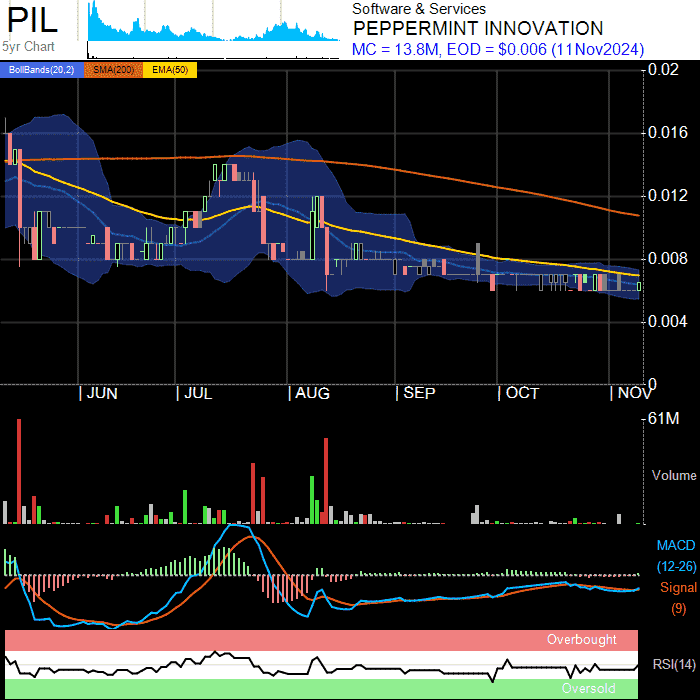 PIL
5yr Chart
Software & Services
PEPPERMINT INNOVATION
MC = 13.8M, EOD = $0.006 (11Nov2024)
BollBands(20,2) SMA(200) EMA(50)
0.02
0.016
0.012
0.008
0.004
0
JUN JUL AUG SEP OCT NOV
61M
Volume
MACD
(12-26)
Signal
(9)
Overbought
RSI(14)
Oversold